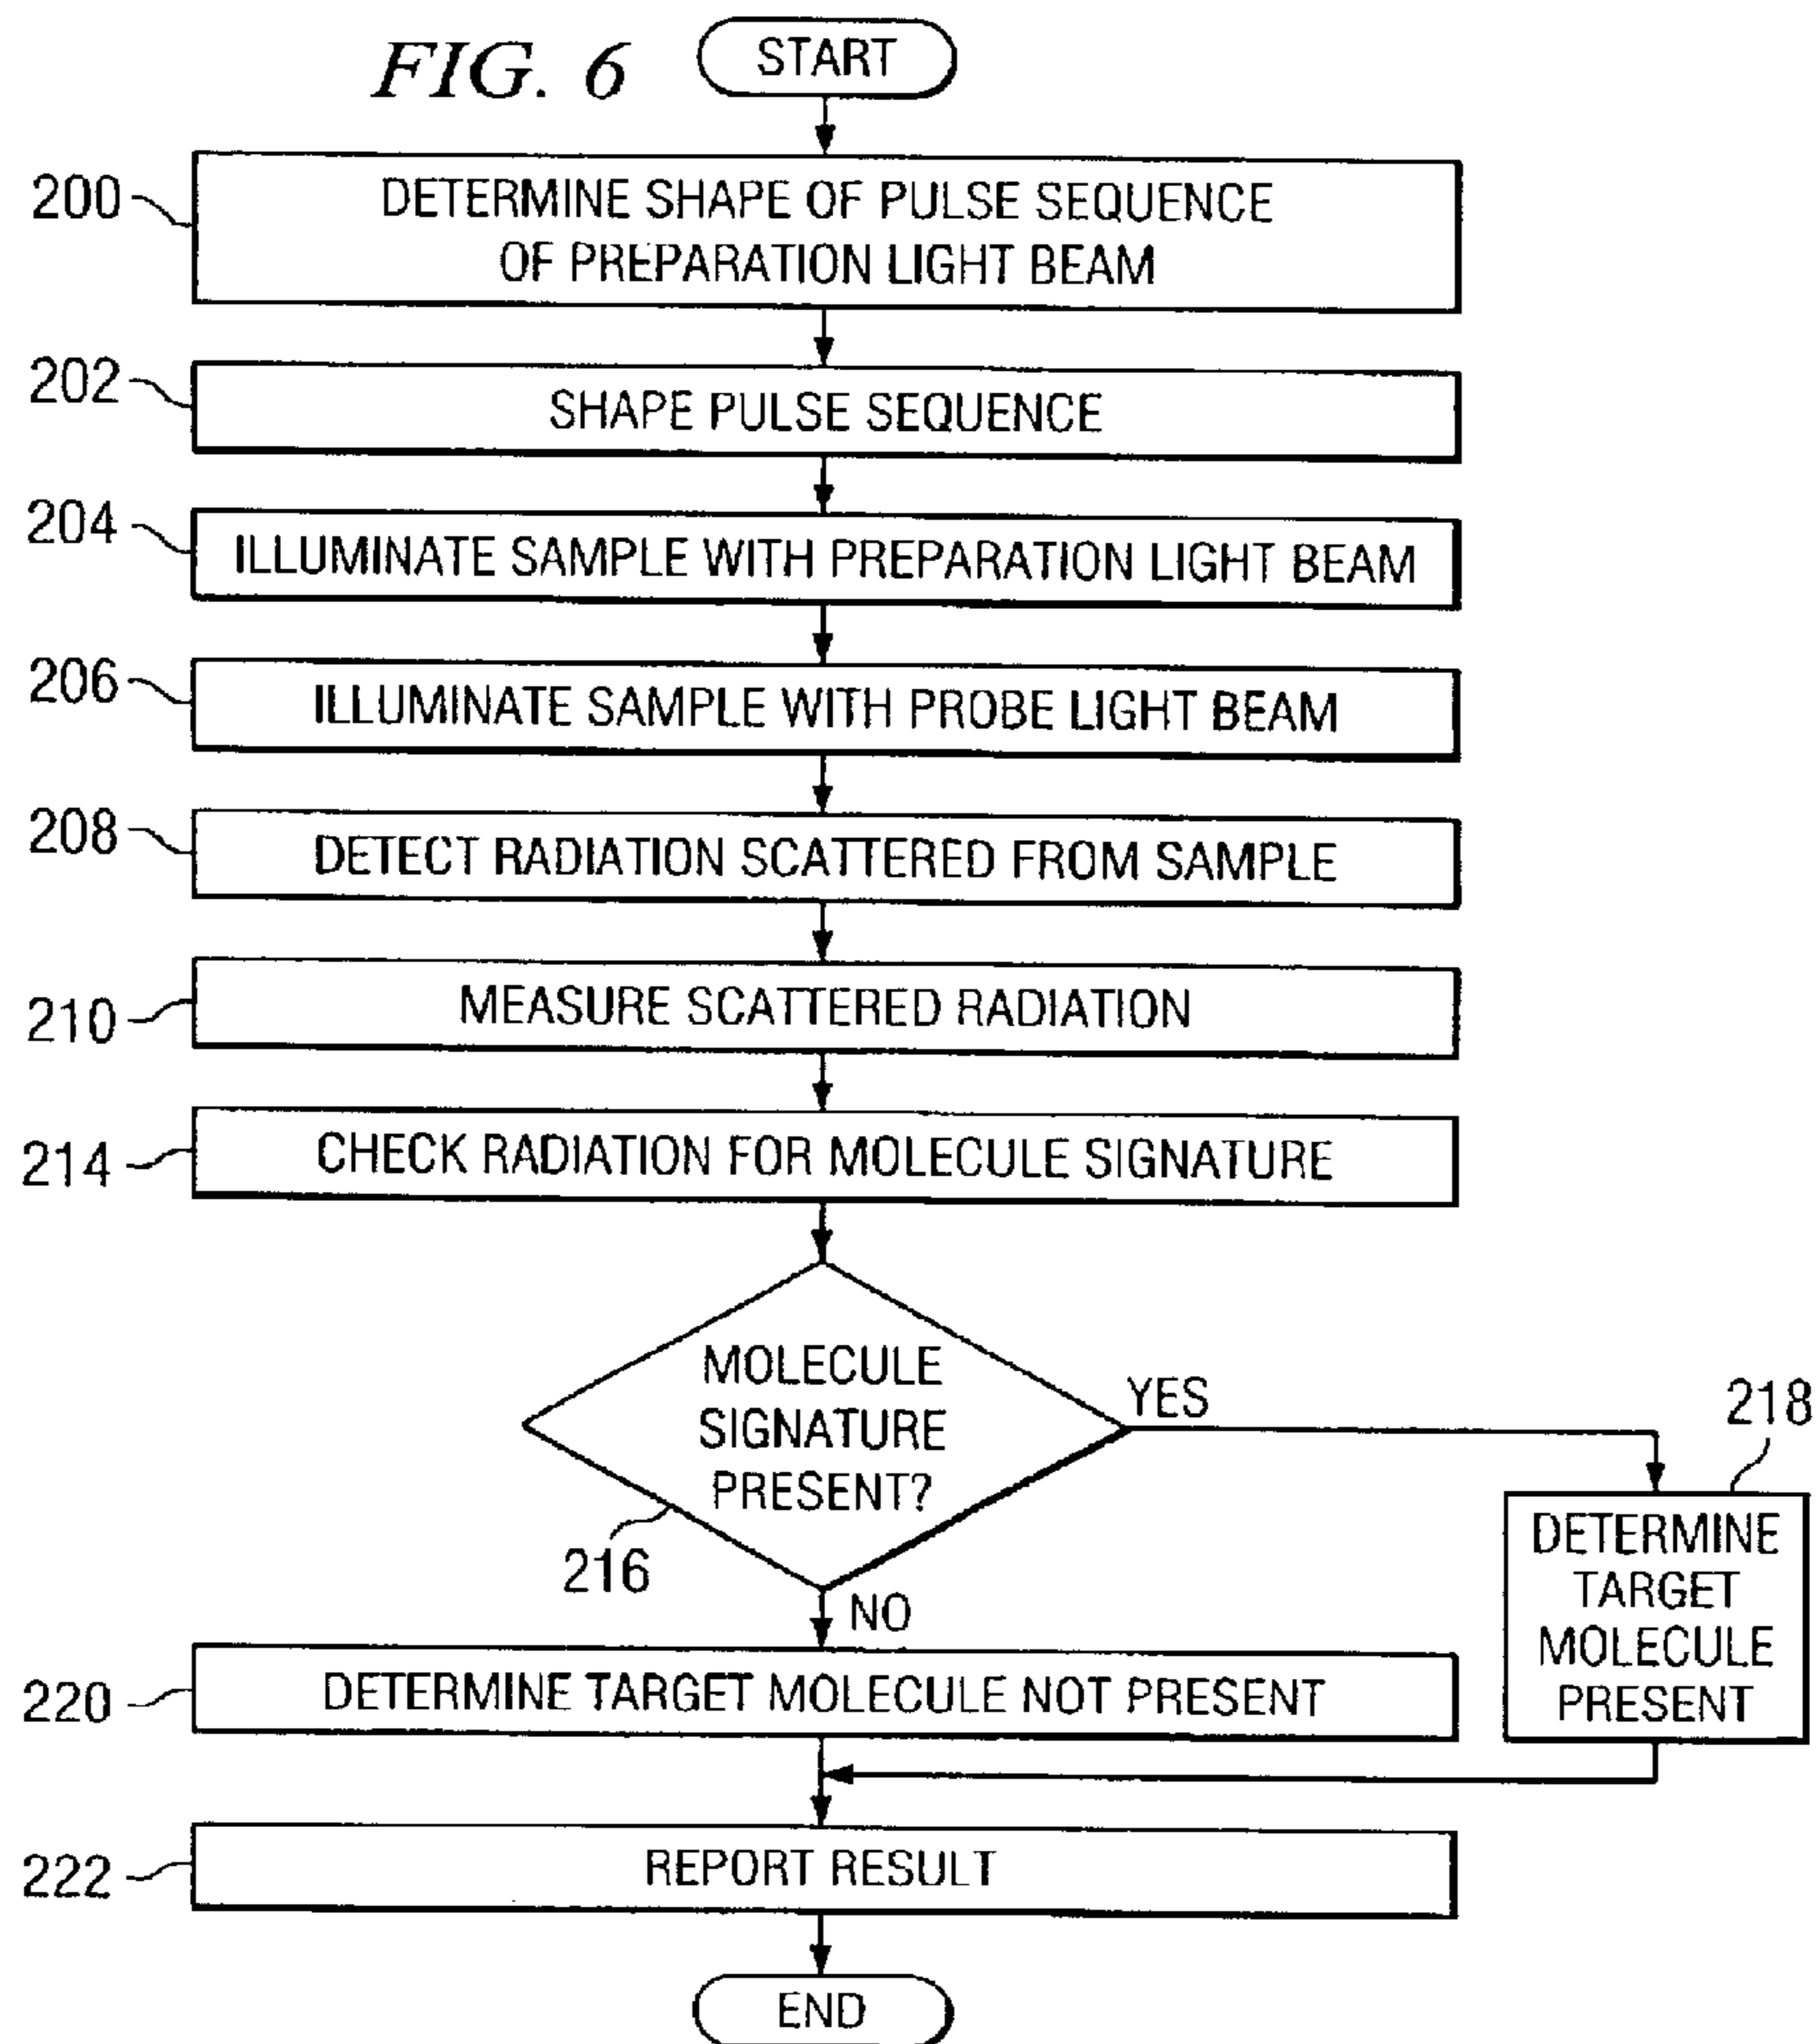 FIG. 6
START
200
DETERMINE SHAPE OF PULSE SEQUENCE
OF PREPARATION LIGHT BEAM
202
SHAPE PULSE SEQUENCE
204
ILLUMINATE SAMPLE WITH PREPARATION LIGHT BEAM
206
ILLUMINATE SAMPLE WITH PROBE LIGHT BEAM
208
DETECT RADIATION SCATTERED FROM SAMPLE
210
MEASURE SCATTERED RADIATION
214
CHECK RADIATION FOR MOLECULE SIGNATURE
MOLECULE
SIGNATURE
PRESENT?
216
YES
218
DETERMINE
TARGET
MOLECULE
PRESENT
NO
220
DETERMINE TARGET MOLECULE NOT PRESENT
222
REPORT RESULT
END